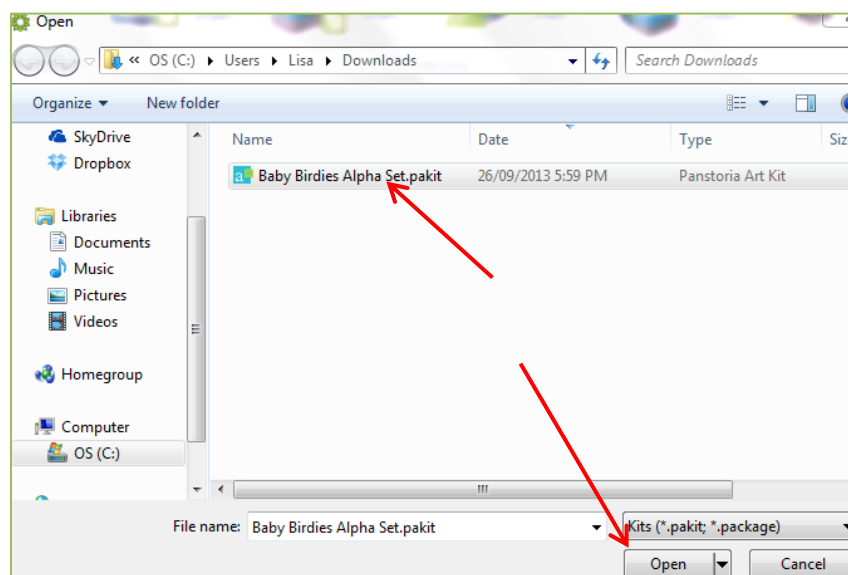 Open
« OS (C:) ▸ Users ▸ Lisa ▸ Downloads Search Downloads
Organize New folder
SkyDrive
Dropbox
Libraries
Documents
Music
Pictures
Videos
Homegroup
Computer
OS (C:)
Name Date Type Siz
Baby Birdies Alpha Set.pakit 26/09/2013 5:59 PM Panstoria Art Kit
File name: Baby Birdies Alpha Set.pakit Kits (*.pakit; *.package)
Open Cancel